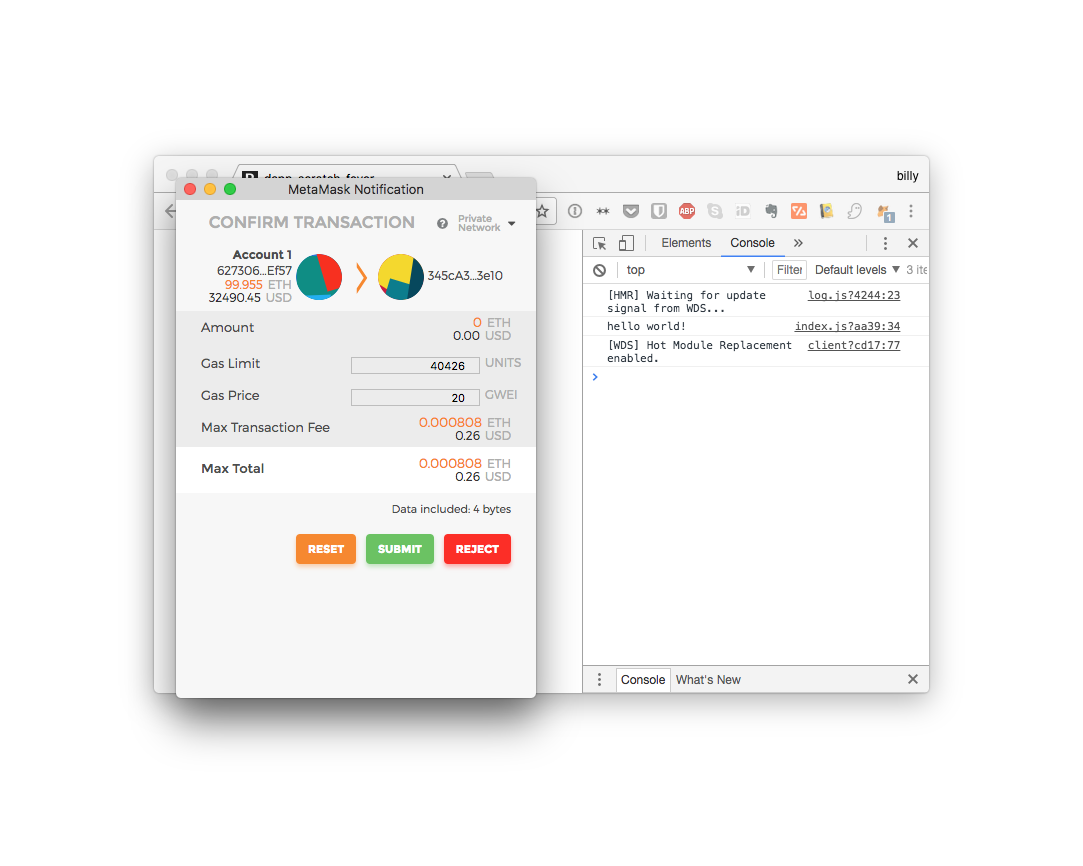 billy
MetaMask Notification
CONFIRM TRANSACTION
Private
Network
Account 1
627306...Ef57
99.955 ETH
32490.45 USD
345cA3...3e10
Amount
0 ETH
0.00 USD
Gas Limit
40426 UNITS
Gas Price
20 GWEI
Max Transaction Fee
0.000808 ETH
0.26 USD
Max Total
0.000808 ETH
0.26 USD
Data included: 4 bytes
RESET SUBMIT REJECT
ABP
iD
1
Elements Console »
top Filter Default levels 3 ite
[HMR] Waiting for update log.js?4244:23
signal from WDS...
hello world! index.js?aa39:34
[WDS] Hot Module Replacement client?cd17:77
enabled.
Console What's New